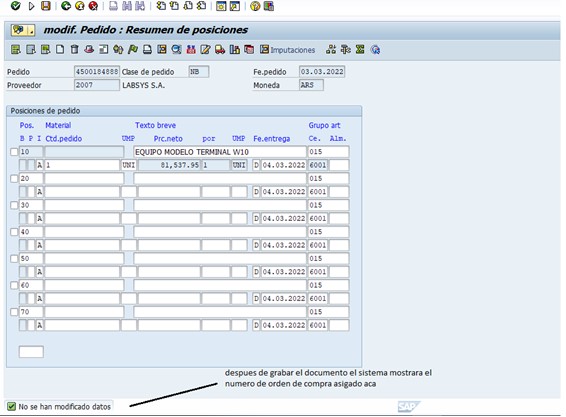 modif. Pedido : Resumen de posiciones
Imputaciones
Pedido 4500184888 Clase de pedido NB Fe.pedido 03.03.2022
Proveedor 2007 LABSYS S.A. Moneda ARS
Posiciones de pedido
Pos. Material Texto breve Grupo art
B P I Ctd.pedido UMP Prc.neto por UMP Fe.entrega Ce. Alm.
10 EQUIPO MODELO TERMINAL W10 015
A 1 UNI 81,537.95 1 UNI D 04.03.2022 6001
20 015
A D 04.03.2022 6001
30 015
A D 04.03.2022 6001
40 015
A D 04.03.2022 6001
50 015
A D 04.03.2022 6001
60 015
A D 04.03.2022 6001
70 015
A D 04.03.2022 6001
despues de grabar el documento el sistema mostrara el
numero de orden de compra asigado aca
No se han modificado datos
SAP